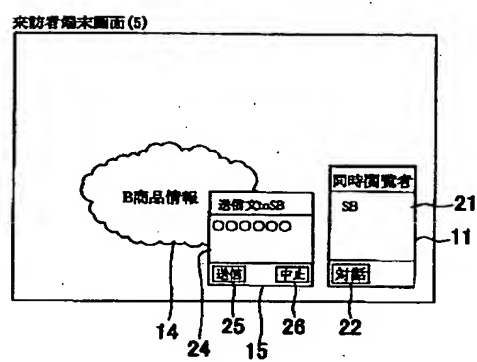 来訪者端末画面(5)
B商品情報
送信文toSB
○○○○○○
送信
中止
同時閲覧者
SB
対話
21
11
24
14
25
15
26
22